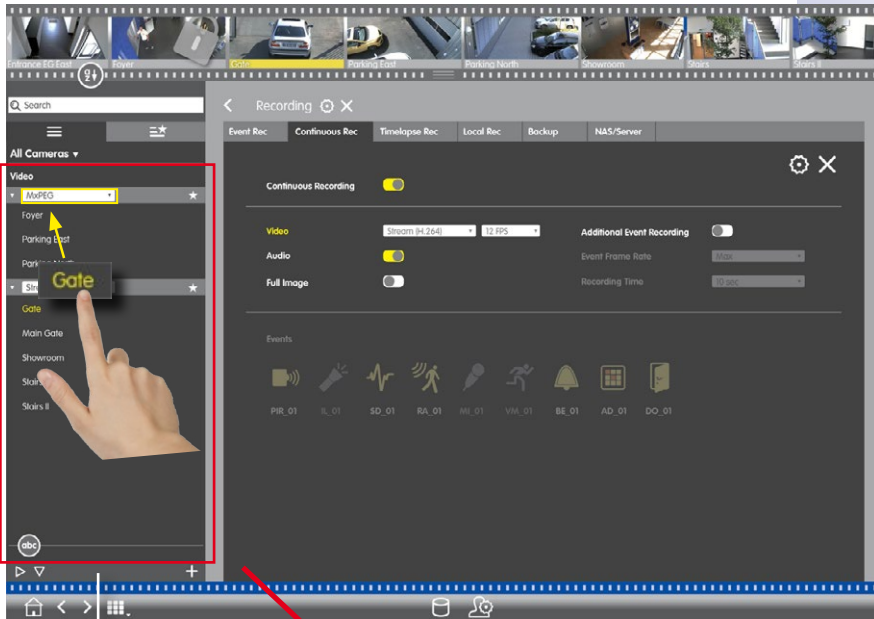 Entrance EG East Foyer Gate Parking East Parking North Showroom Stairs Stairs II
Search
Recording
Event Rec Continuous Rec Timelapse Rec Local Rec Backup NAS/Server
All Cameras
Video
MxPEG
Foyer
Parking East
Gate
Gate
Main Gate
Showroom
Stairs
Stairs II
abc
Continuous Recording
Video Stream (H.264) 12 FPS Additional Event Recording
Audio Event Frame Rate Max
Full Image Recording Time 10 sec
Events
PIR_01 IL_01 SD_01 RA_01 MI_01 VM_01 BE_01 AD_01 DO_01